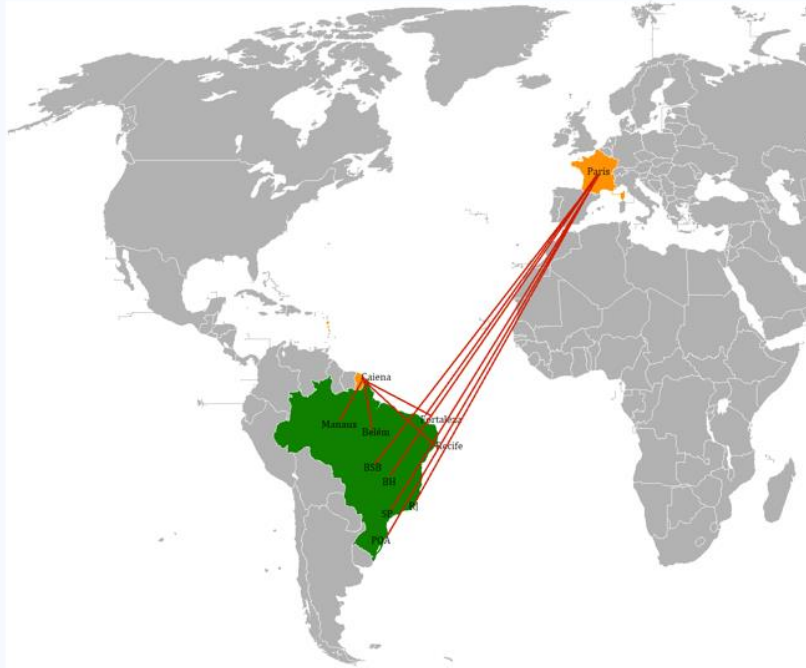 Paris
Caiena
Fortaleza
Manaus
Belém
Recife
BSB
BH
RJ
SP
POA